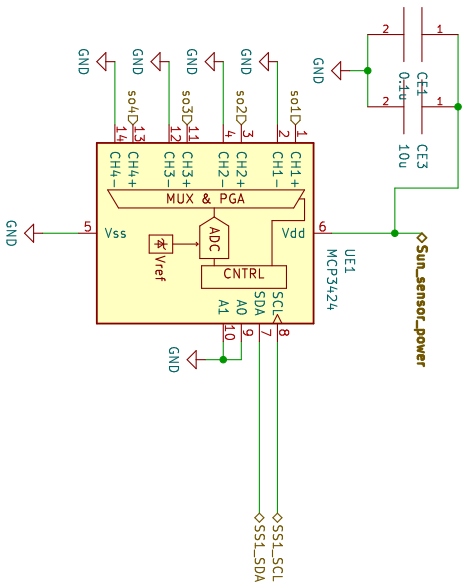 2
1
0.1u
CE1
2
1
10u
CE3
GND
GND
GND
GND
GND
so4
so3
so2
so1
14
13
12
11
4
3
2
1
CH4-
CH4+
CH3-
CH3+
CH2-
CH2+
CH1-
CH1+
MUX & PGA
GND
5
Vss
ADC
Vref
CNTRL
Vdd
6
UE1
MCP3424
Sun_sensor_power
A1
A0
SDA
SCL
10
9
7
8
GND
SS1_SDA
SS1_SCL